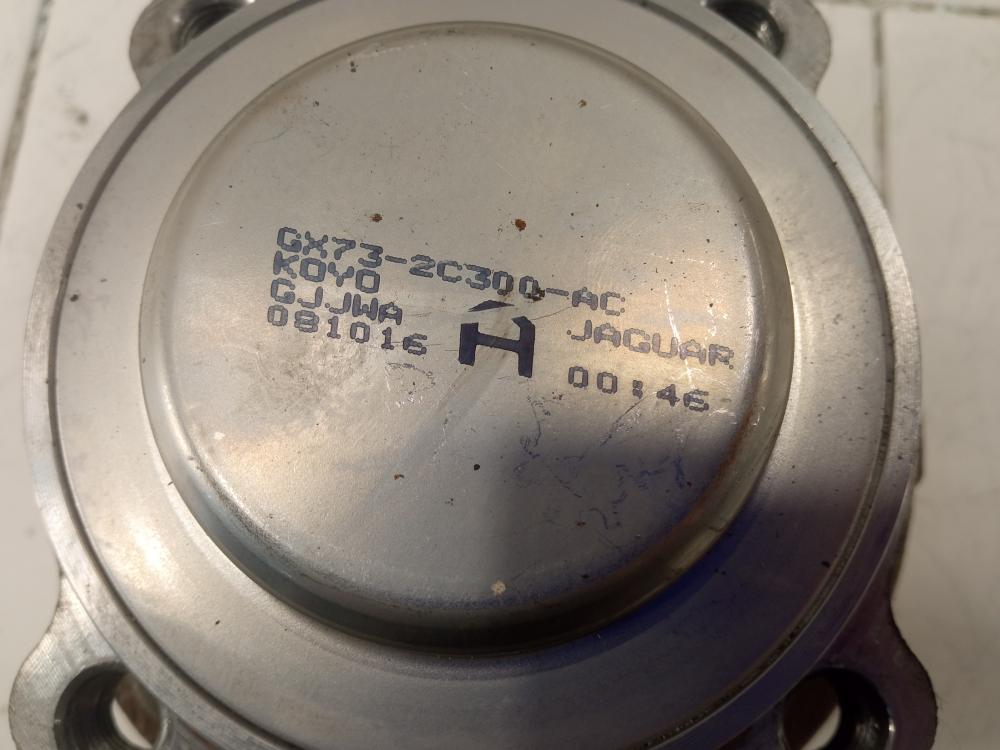 GX73-2C300-AC
KOYO
GJJWA JAGUAR
081016 H 00:46